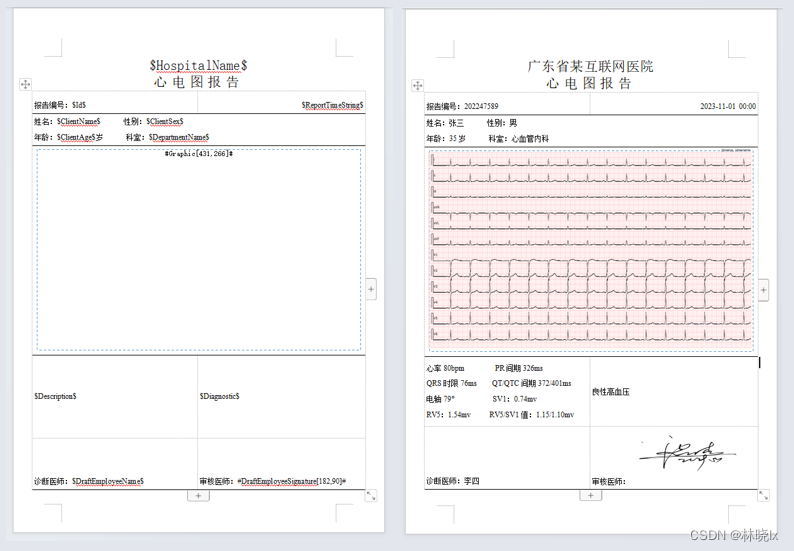 $HospitalName$
心 电 图 报 告
报告编号：$Id$
$ReportTimeString$
姓名：$ClientName$ 性别：$ClientSex$
年龄：$ClientAge$岁 科室：$DepartmentName$
#Graphic[431,266]#
$Description$
$Diagnostic$
诊断医师：$DraftEmployeeName$
审核医师：#DraftEmployeeSignature[182,90]#
广东省某互联网医院
心 电 图 报 告
报告编号：202247589
2023-11-01 00:00
姓名：张三 性别：男
年龄：35 岁 科室：心血管内科
心率 80bpm PR 间期 326ms
QRS 时限 76ms QT/QTC 间期 372/401ms
电轴 79° SV1：0.74mv
RV5：1.54mv RV5/SV1 值：1.15/1.10mv
良性高血压
诊断医师：李四
审核医师：
CSDN @林晓lx